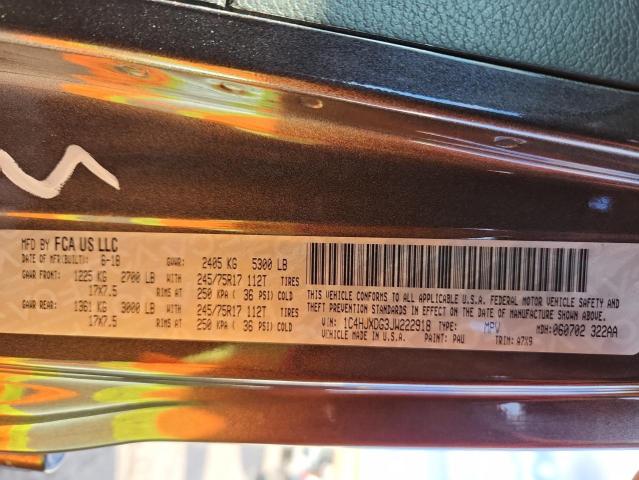 MFD BY FCA US LLC
DATE OF MFR(BUILT): 6-18 GVWR: 2405 KG 5300 LB
GAWR FRONT: 1225 KG 2700 LB WITH 245/75R17 112T TIRES
17X7.5 RIMS AT 250 KPA ( 36 PSI) COLD
GAWR REAR: 1361 KG 3000 LB WITH 245/75R17 112T TIRES
17X7.5 RIMS AT 250 KPA ( 36 PSI) COLD
THIS VEHICLE CONFORMS TO ALL APPLICABLE U.S.A. FEDERAL MOTOR VEHICLE SAFETY AND
THEFT PREVENTION STANDARDS IN EFFECT ON THE DATE OF MANUFACTURE SHOWN ABOVE.
VIN: 1C4HJXDG3JW222918 TYPE: MPV MDH: 060702 322AA
VEHICLE MADE IN U.S.A. PAINT: PAU TRIM: A7X9